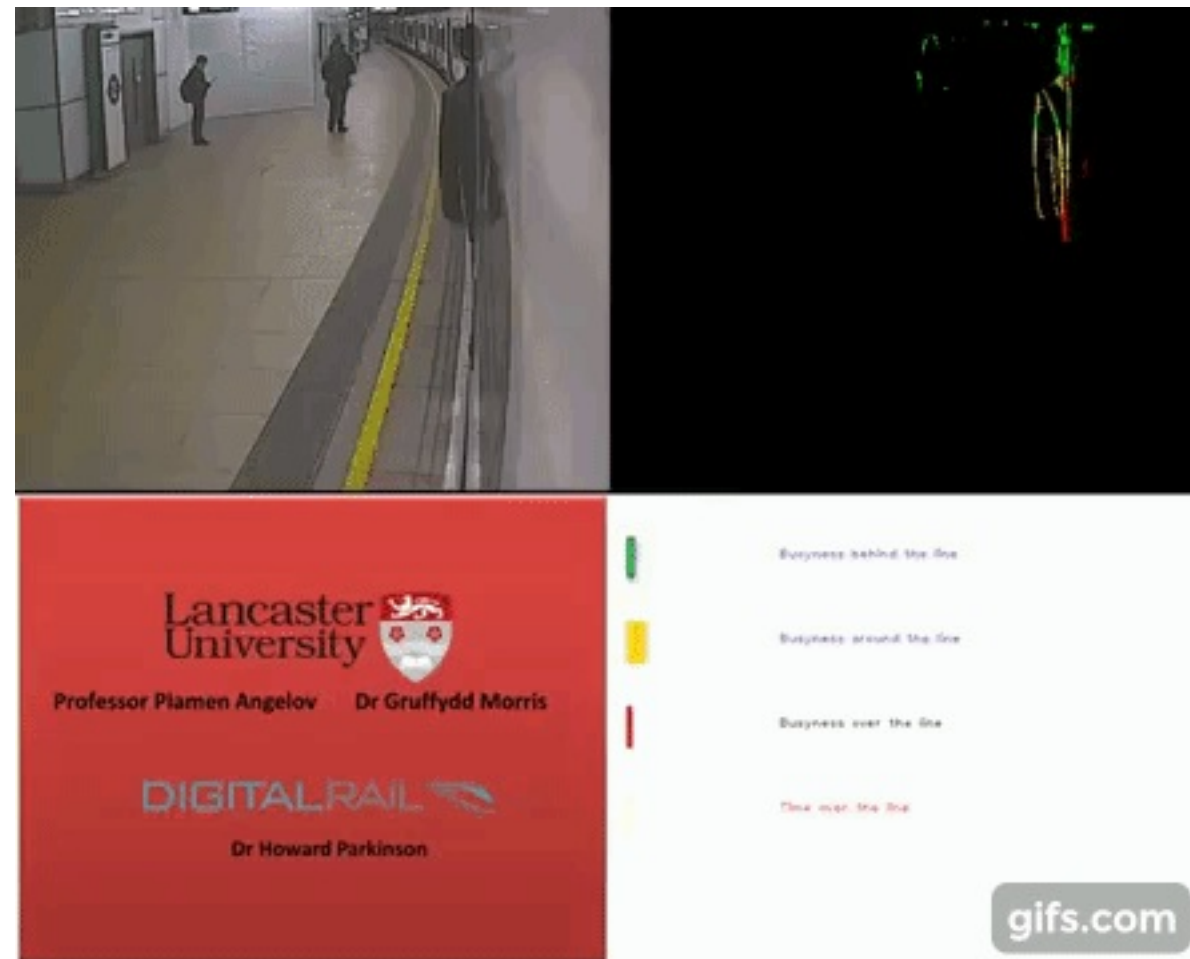 Lancaster
University
Professor Plamen Angelov Dr Gruffydd Morris
DIGITALRAIL
Dr Howard Parkinson
Busyness behind the line
Busyness around the line
Busyness over the line
Time over the line
gifs.com